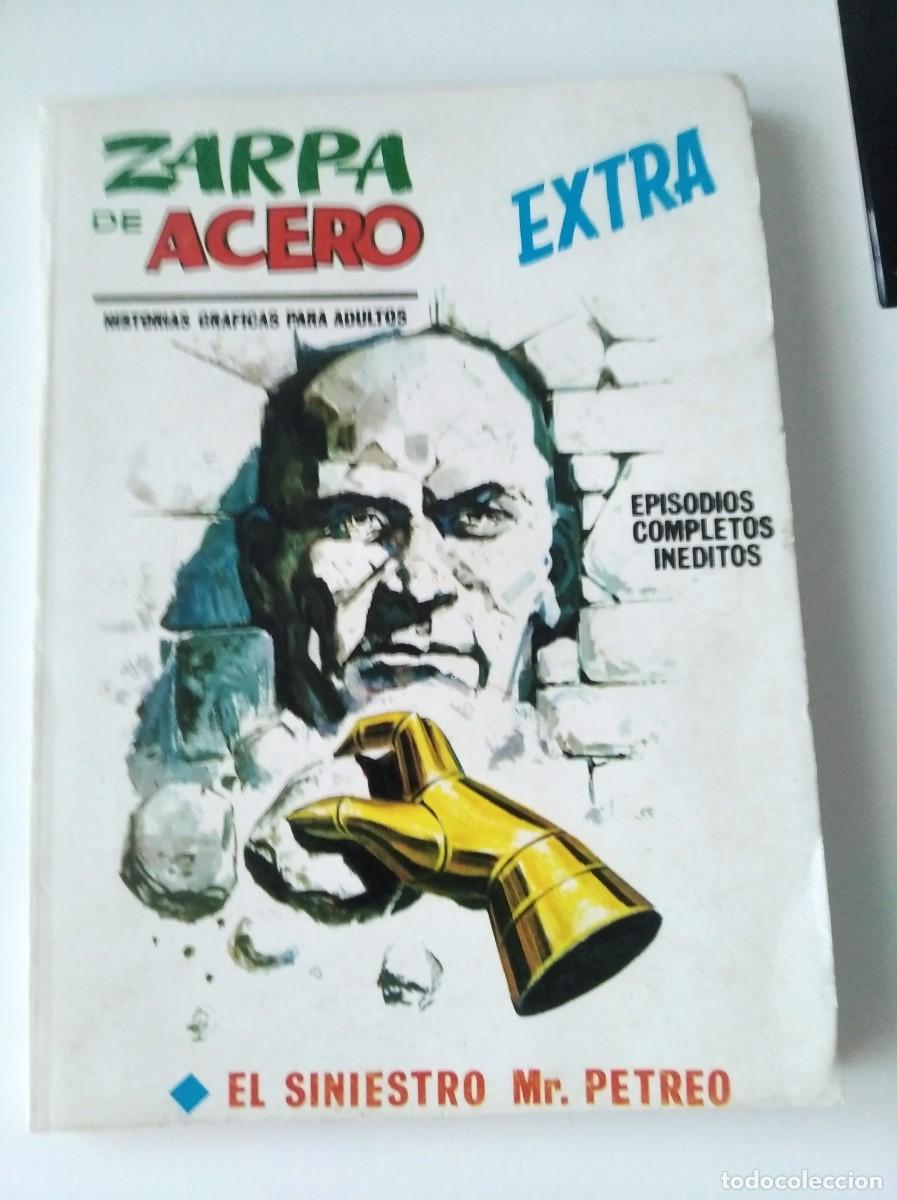 ZARPA
DE ACERO
EXTRA
HISTORIAS GRAFICAS PARA ADULTOS
EPISODIOS
COMPLETOS
INEDITOS
EL SINIESTRO Mr. PETREO
todocoleccion